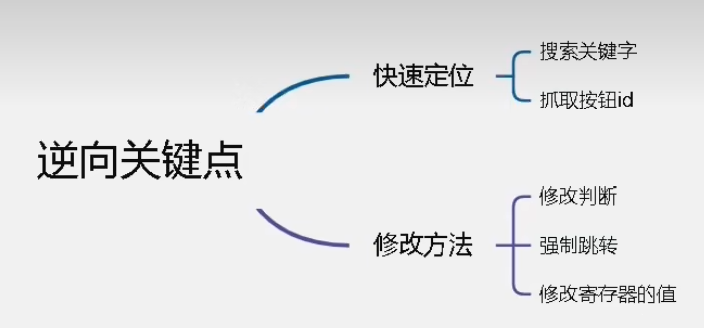 逆向关键点
快速定位
搜索关键字
抓取按钮id
修改方法
修改判断
强制跳转
修改寄存器的值